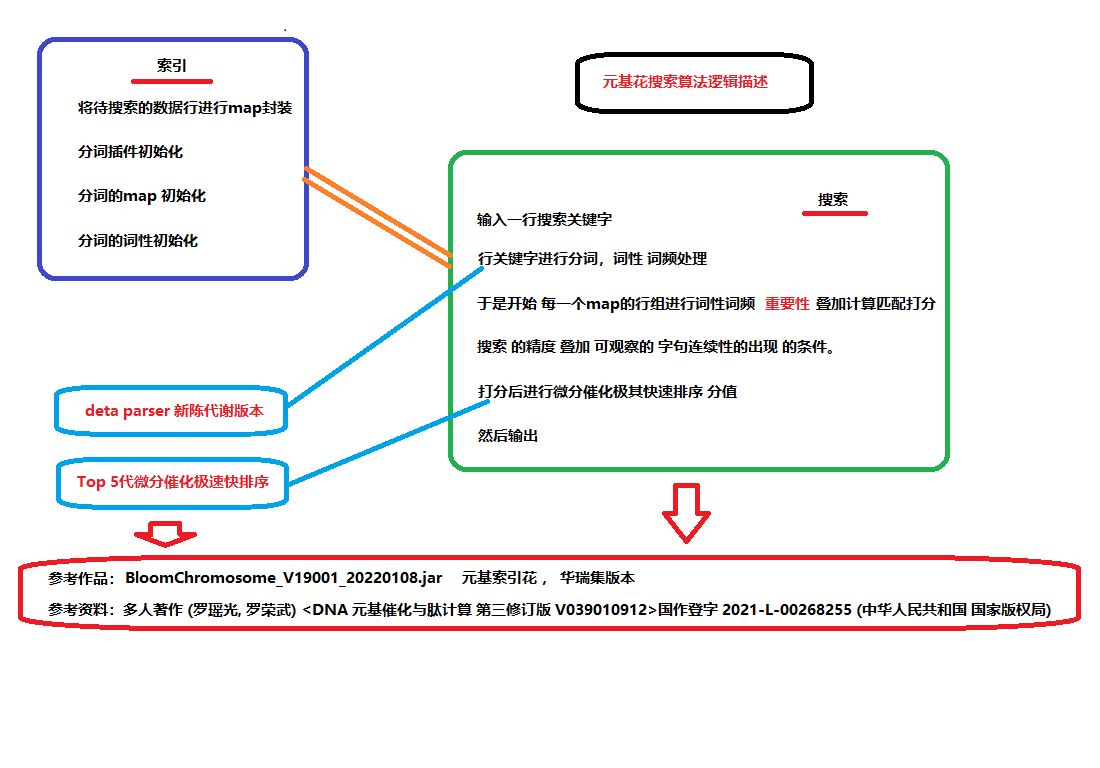 元基花搜索算法逻辑描述
索引
将待搜索的数据行进行map封装
分词插件初始化
分词的map 初始化
分词的词性初始化
搜索
输入一行搜索关键字
行关键字进行分词，词性 词频处理
于是开始 每一个map的行组进行词性词频 重要性 叠加计算匹配打分
搜索 的精度 叠加 可观察的 字句连续性的出现 的条件。
打分后进行微分催化极其快速排序 分值
然后输出
deta parser 新陈代谢版本
Top 5代微分催化极速快排序
参考作品： BloomChromosome_V19001_20220108.jar 元基索引花 ， 华瑞集版本
参考资料：多人著作 (罗瑶光, 罗荣武) <DNA 元基催化与肽计算 第三修订版 V039010912>国作登字 2021-L-00268255 (中华人民共和国 国家版权局)